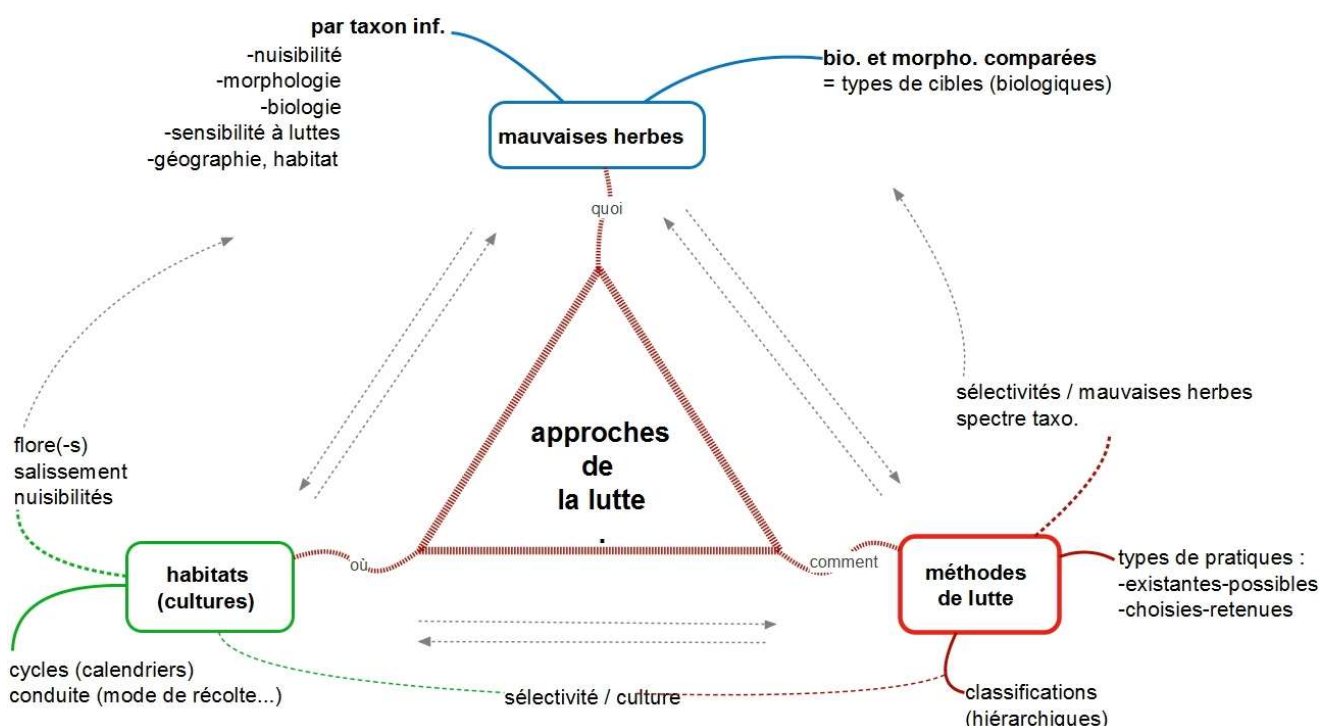 par taxon inf.
-nuisibilité
-morphologie
-biologie
-sensibilité à luttes
-géographie, habitat
bio. et morpho. comparées
= types de cibles (biologiques)
mauvaises herbes
quoi
approches
de
la lutte
.
sélectivités / mauvaises herbes
spectre taxo.
flore(-s)
salissement
nuisibilités
habitats
(cultures)
où
comment
méthodes
de lutte
types de pratiques :
-existantes-possibles
-choisies-retenues
cycles (calendriers)
conduite (mode de récolte...)
sélectivité / culture
classifications
(hiérarchiques)